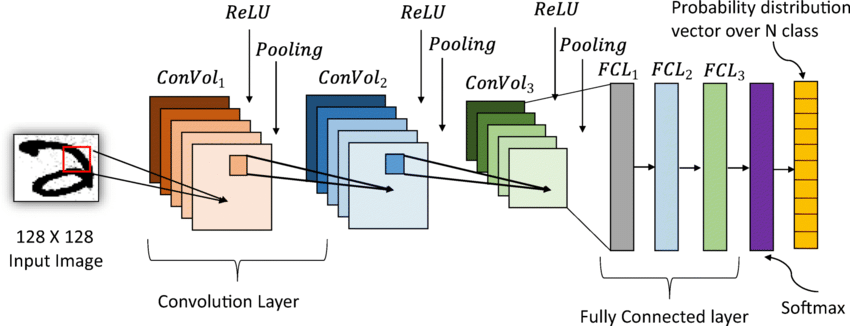 ReLU
Pooling
ConVol₁
ReLU
Pooling
ConVol₂
ReLU
Pooling
ConVol₃
FCL₁
FCL₂
FCL₃
Probability distribution
vector over N class
128 X 128
Input Image
Convolution Layer
Fully Connected layer
Softmax